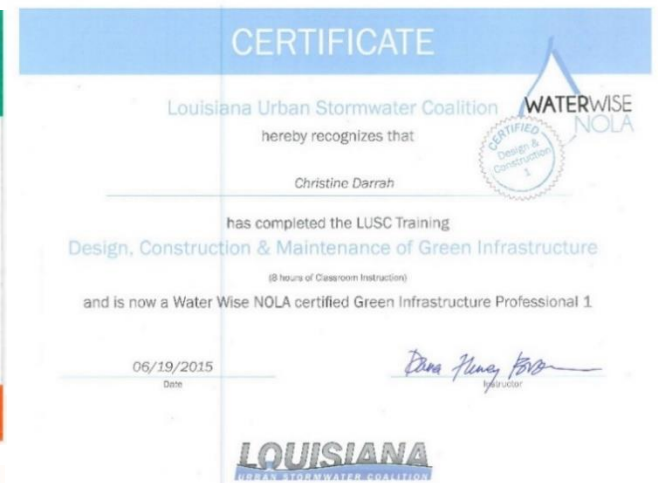 CERTIFICATE
Louisiana Urban Stormwater Coalition
WATERWISE
NOLA
hereby recognizes that
CERTIFIED
Design &
Construction
1
Christine Darrah
has completed the LUSC Training
Design, Construction & Maintenance of Green Infrastructure
(8 hours of Classroom Instruction)
and is now a Water Wise NOLA certified Green Infrastructure Professional 1
06/19/2015
Date
Dana
Instructor
LOUISIANA
URBAN STORMWATER COALITION